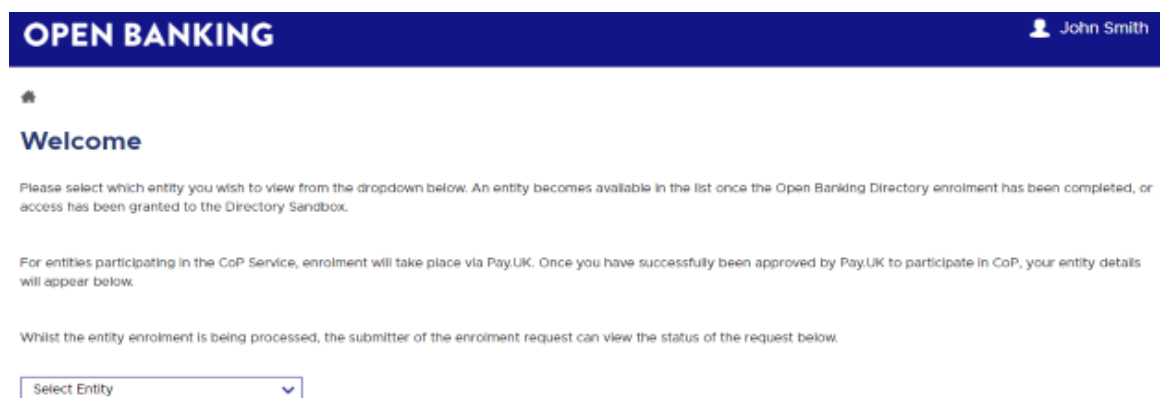 OPEN BANKING
John Smith
Welcome
Please select which entity you wish to view from the dropdown below. An entity becomes available in the list once the Open Banking Directory enrolment has been completed, or
access has been granted to the Directory Sandbox.
For entities participating in the CoP Service, enrolment will take place via Pay.UK. Once you have successfully been approved by Pay.UK to participate in CoP, your entity details
will appear below.
Whilst the entity enrolment is being processed, the submitter of the enrolment request can view the status of the request below.
Select Entity